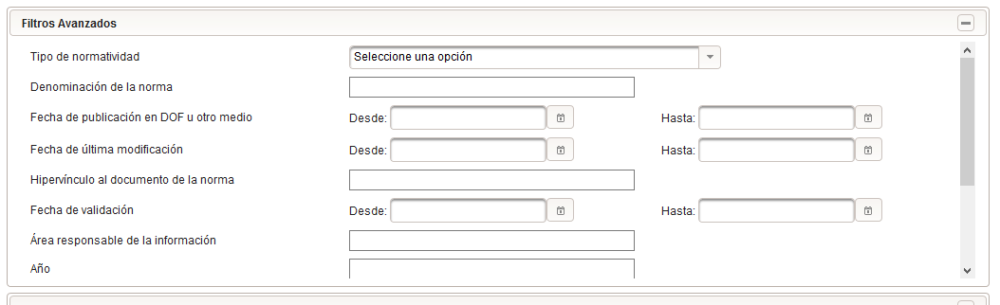 Filtros Avanzados
Tipo de normatividad Seleccione una opción
Denominación de la norma
Fecha de publicación en DOF u otro medio Desde: Hasta:
Fecha de última modificación Desde: Hasta:
Hipervínculo al documento de la norma
Fecha de validación Desde: Hasta:
Área responsable de la información
Año